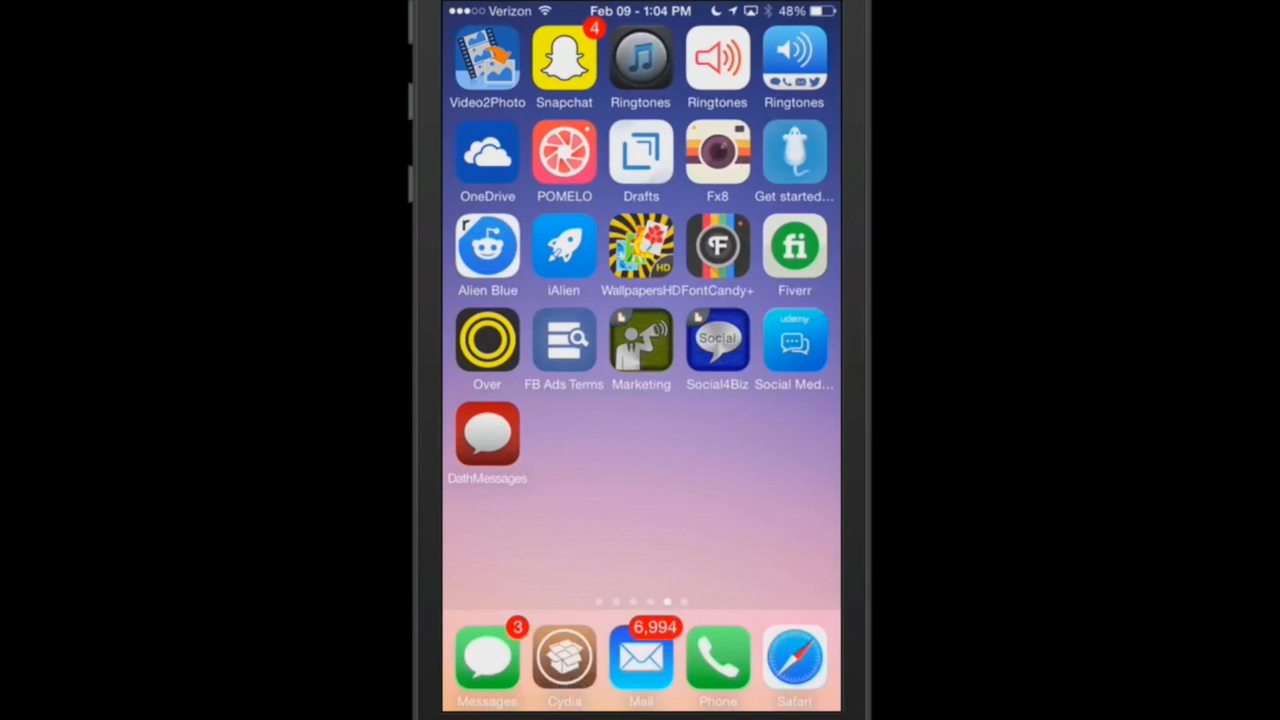 Verizon Feb 09 - 1:04 PM 48%
4
Video2Photo Snapchat Ringtones Ringtones Ringtones
OneDrive POMELO Drafts Fx8 Get started...
r HD F fi
Alien Blue iAlien WallpapersHD FontCandy+ Fiverr
Social udemy
Over FB Ads Terms Marketing Social4Biz Social Med...
DathMessages
3 6,994
Messages Cydia Mail Phone Safari